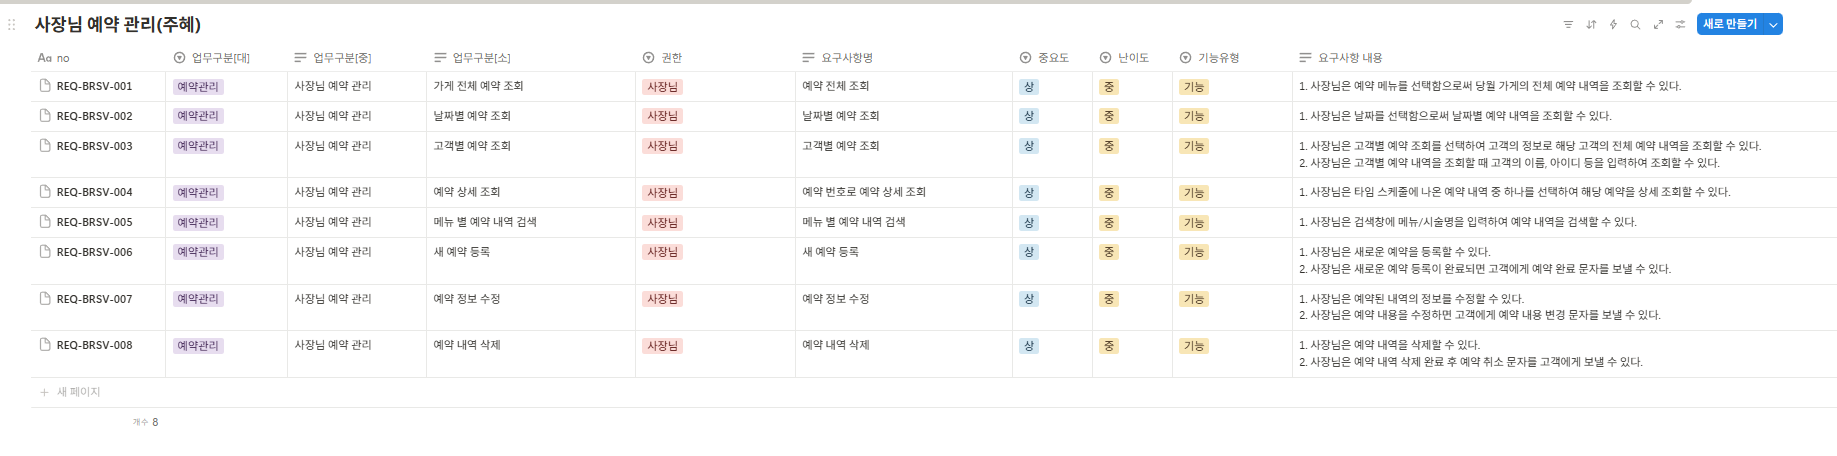 사장님 예약 관리(주혜)
새로 만들기
Aa no 업무구분[대] 업무구분[중] 업무구분[소] 권한 요구사항명 중요도 난이도 기능유형 요구사항 내용
REQ-BRSV-001 예약관리 사장님 예약 관리 가게 전체 예약 조회 사장님 예약 전체 조회 상 중 기능 1. 사장님은 예약 메뉴를 선택함으로써 당월 가게의 전체 예약 내역을 조회할 수 있다.
REQ-BRSV-002 예약관리 사장님 예약 관리 날짜별 예약 조회 사장님 날짜별 예약 조회 상 중 기능 1. 사장님은 날짜를 선택함으로써 날짜별 예약 내역을 조회할 수 있다.
REQ-BRSV-003 예약관리 사장님 예약 관리 고객별 예약 조회 사장님 고객별 예약 조회 상 중 기능 1. 사장님은 고객별 예약 조회를 선택하여 고객의 정보로 해당 고객의 전체 예약 내역을 조회할 수 있다.
2. 사장님은 고객별 예약 내역을 조회할 때 고객의 이름, 아이디 등을 입력하여 조회할 수 있다.
REQ-BRSV-004 예약관리 사장님 예약 관리 예약 상세 조회 사장님 예약 번호로 예약 상세 조회 상 중 기능 1. 사장님은 타임 스케줄에 나온 예약 내역 중 하나를 선택하여 해당 예약을 상세 조회할 수 있다.
REQ-BRSV-005 예약관리 사장님 예약 관리 메뉴 별 예약 내역 검색 사장님 메뉴 별 예약 내역 검색 상 중 기능 1. 사장님은 검색창에 메뉴/시술명을 입력하여 예약 내역을 검색할 수 있다.
REQ-BRSV-006 예약관리 사장님 예약 관리 새 예약 등록 사장님 새 예약 등록 상 중 기능 1. 사장님은 새로운 예약을 등록할 수 있다.
2. 사장님은 새로운 예약 등록이 완료되면 고객에게 예약 완료 문자를 보낼 수 있다.
REQ-BRSV-007 예약관리 사장님 예약 관리 예약 정보 수정 사장님 예약 정보 수정 상 중 기능 1. 사장님은 예약된 내역의 정보를 수정할 수 있다.
2. 사장님은 예약 내용을 수정하면 고객에게 예약 내용 변경 문자를 보낼 수 있다.
REQ-BRSV-008 예약관리 사장님 예약 관리 예약 내역 삭제 사장님 예약 내역 삭제 상 중 기능 1. 사장님은 예약 내역을 삭제할 수 있다.
2. 사장님은 예약 내역 삭제 완료 후 예약 취소 문자를 고객에게 보낼 수 있다.
+ 새 페이지
개수 8